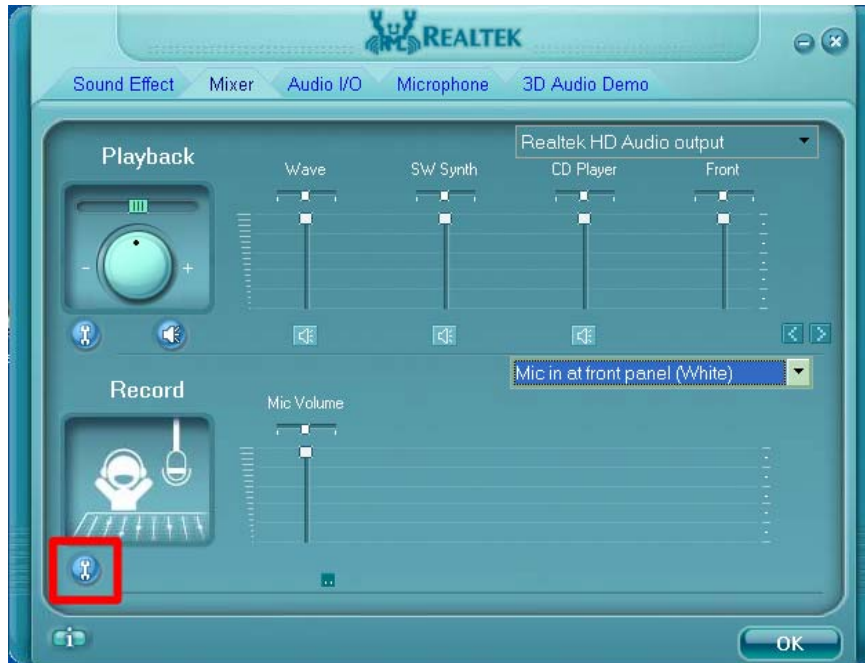 REALTEK
Sound Effect Mixer Audio I/O Microphone 3D Audio Demo
Realtek HD Audio output
Playback
Wave SW Synth CD Player Front
- +
Mic in at front panel (White)
Record
Mic Volume
..
i
OK